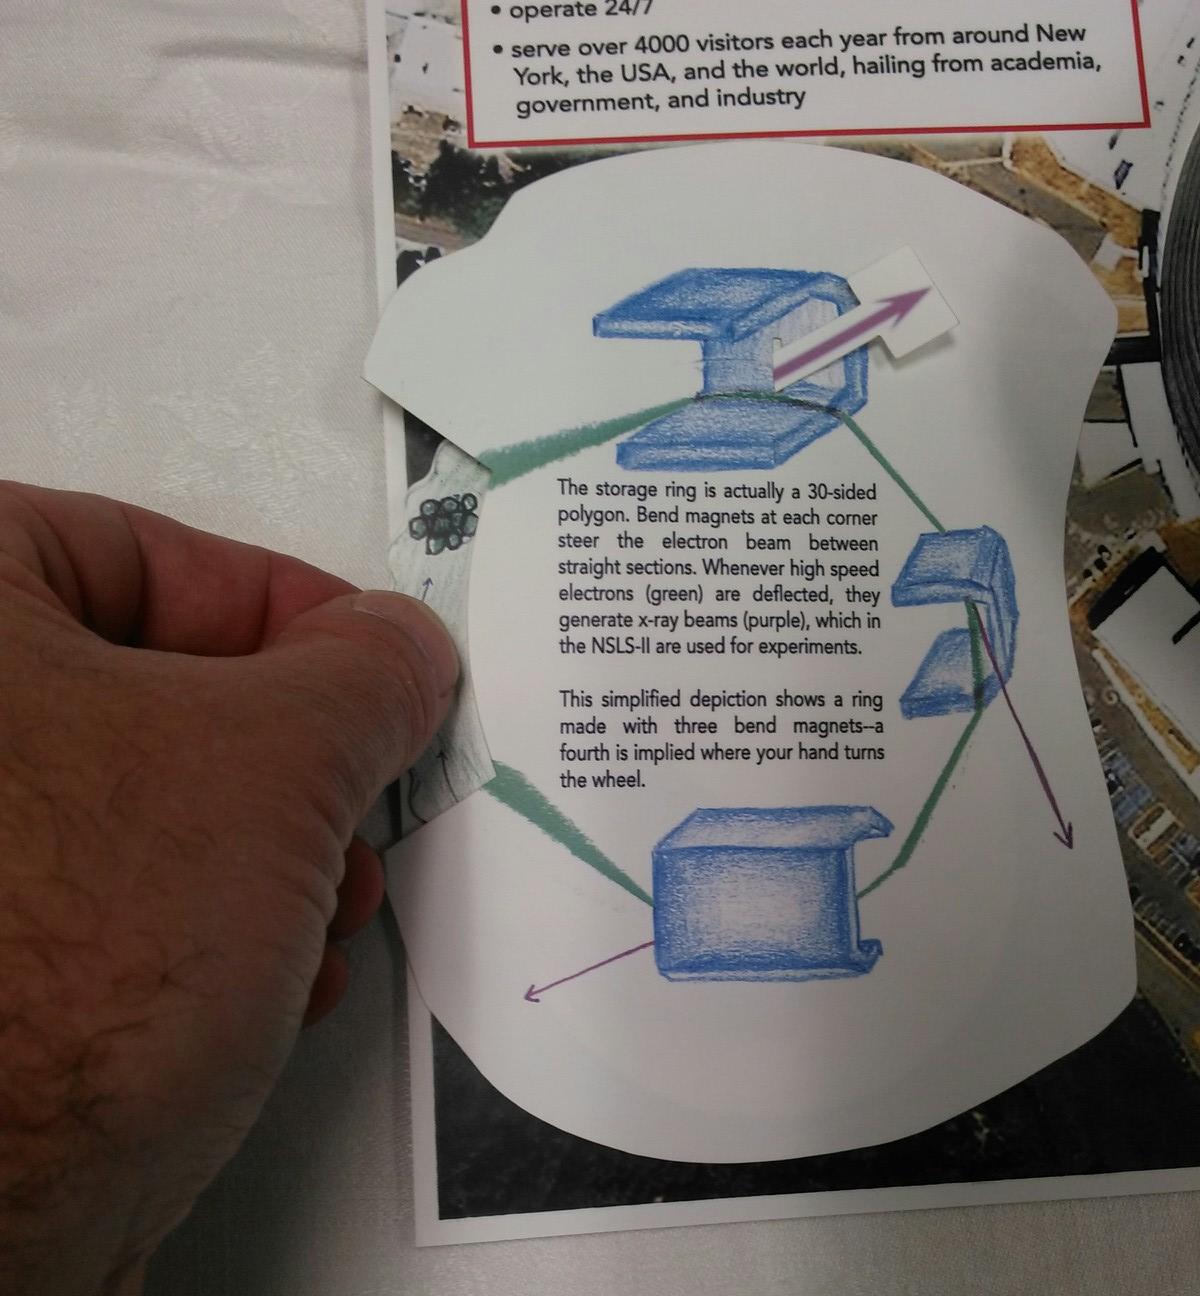 • operate 24/7
• serve over 4000 visitors each year from around New
York, the USA, and the world, hailing from academia,
government, and industry
The storage ring is actually a 30-sided
polygon. Bend magnets at each corner
steer the electron beam between
straight sections. Whenever high speed
electrons (green) are deflected, they
generate x-ray beams (purple), which in
the NSLS-II are used for experiments.
This simplified depiction shows a ring
made with three bend magnets--a
fourth is implied where your hand turns
the wheel.